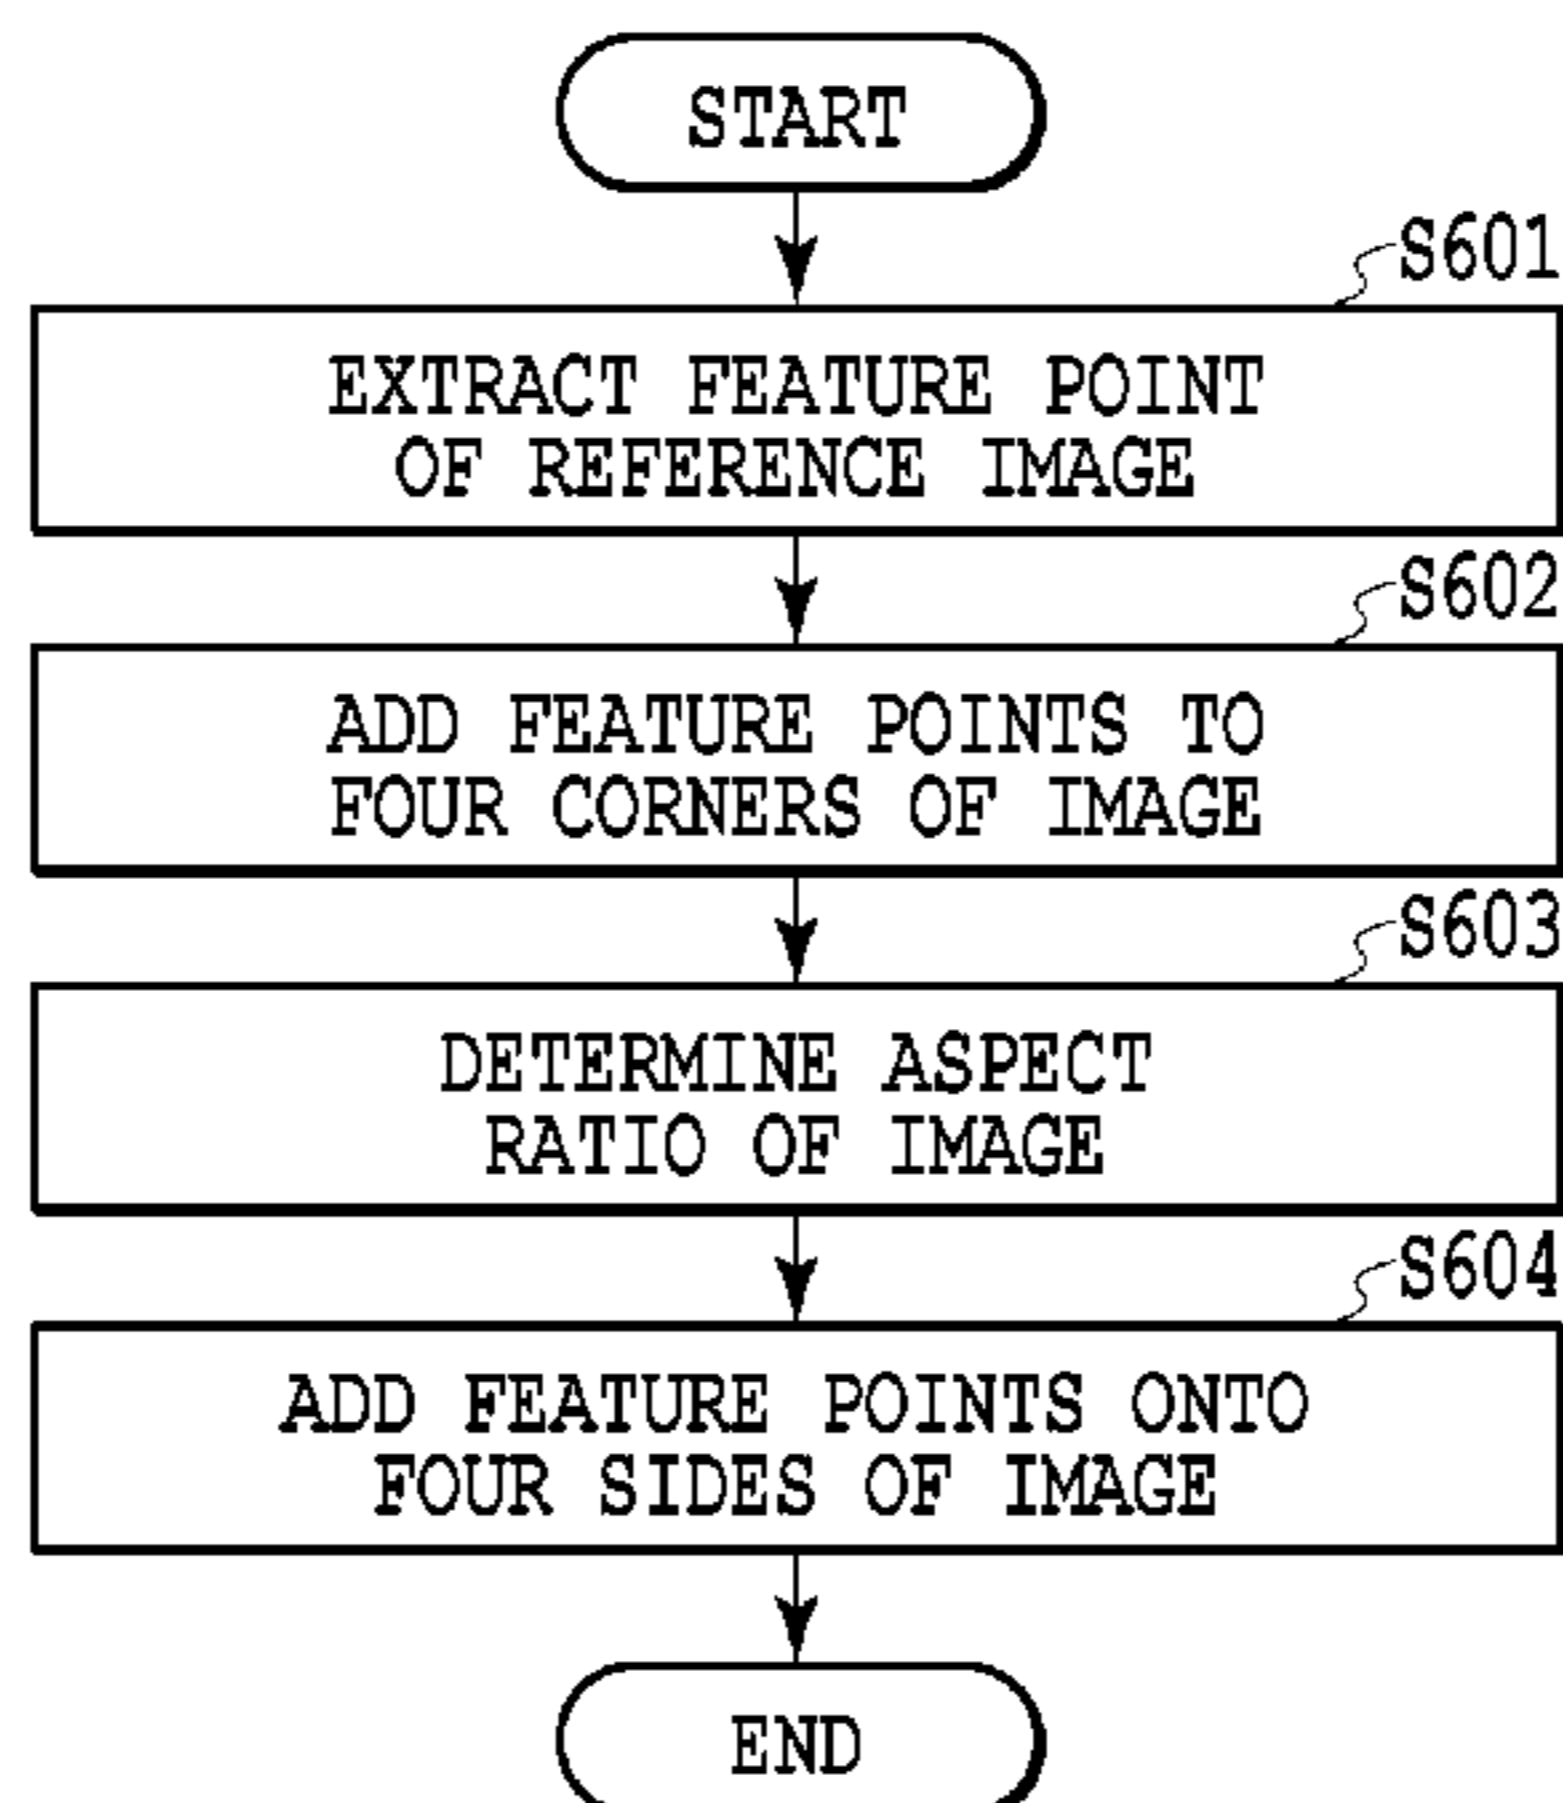 START
S601
EXTRACT FEATURE POINT
OF REFERENCE IMAGE
S602
ADD FEATURE POINTS TO
FOUR CORNERS OF IMAGE
S603
DETERMINE ASPECT
RATIO OF IMAGE
S604
ADD FEATURE POINTS ONTO
FOUR SIDES OF IMAGE
END